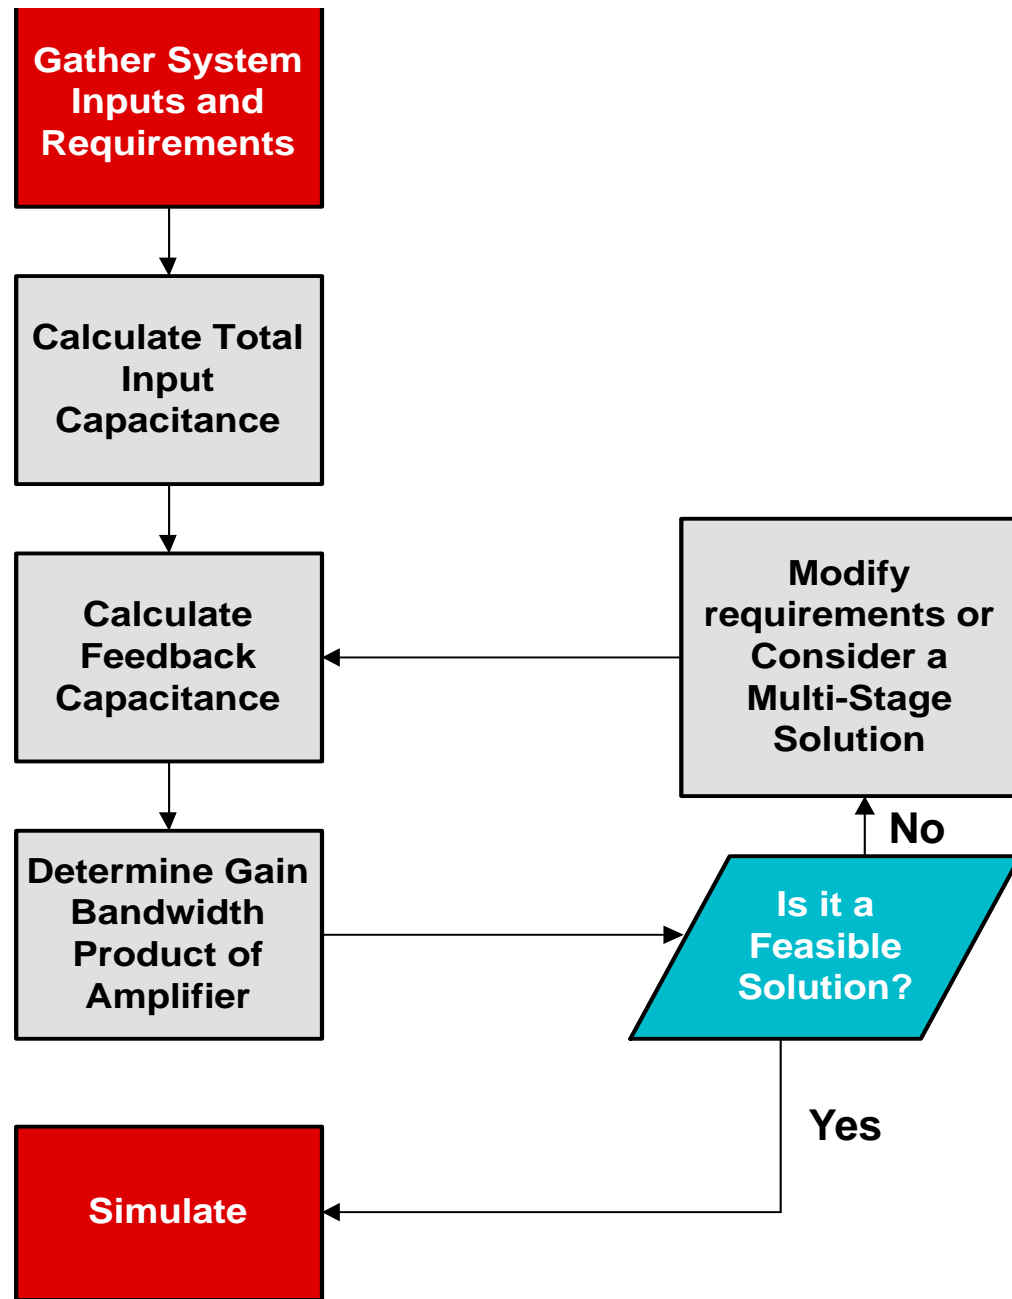 Gather System
Inputs and
Requirements
Calculate Total
Input
Capacitance
Calculate
Feedback
Capacitance
Modify
requirements or
Consider a
Multi-Stage
Solution
No
Determine Gain
Bandwidth
Product of
Amplifier
Is it a
Feasible
Solution?
Yes
Simulate